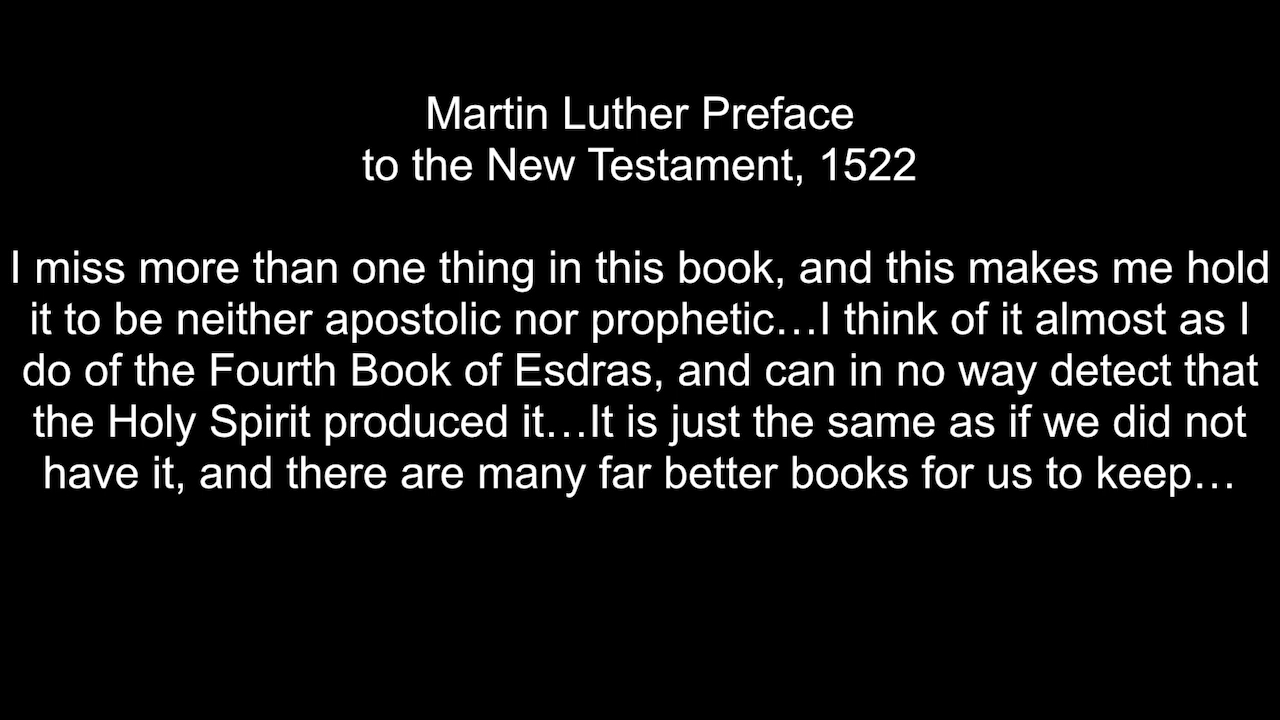 Martin Luther Preface
to the New Testament, 1522
I miss more than one thing in this book, and this makes me hold
it to be neither apostolic nor prophetic…I think of it almost as I
do of the Fourth Book of Esdras, and can in no way detect that
the Holy Spirit produced it…It is just the same as if we did not
have it, and there are many far better books for us to keep…